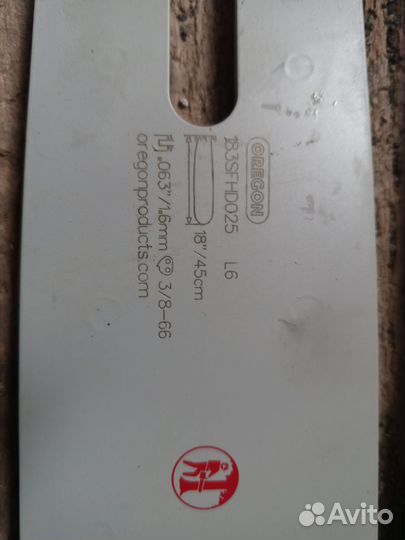 OREGON
183SFHD025 L6
18"/45cm
.063"/1.6mm 3/8-66
oregonproducts.com
Avito